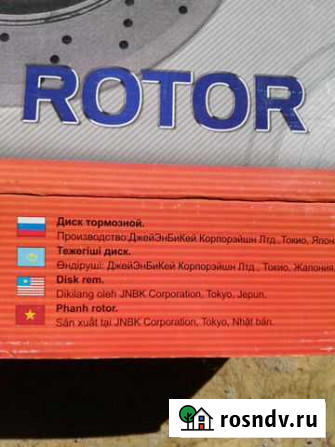 ROTOR
Диск тормозной.
Производство: ДжейЭнБиКей Корпорэйшн Лтд., Токио, Япон
Тежегіші диск.
Өндіруші: ДжейЭнБиКей Корпорэйшн Лтд., Токио, Жапония
Disk rem.
Dikilang oleh JNBK Corporation, Tokyo, Jepun.
Phanh rotor.
Sản xuất tại JNBK Corporation, Tokyo, Nhật bản.
rosndv.ru